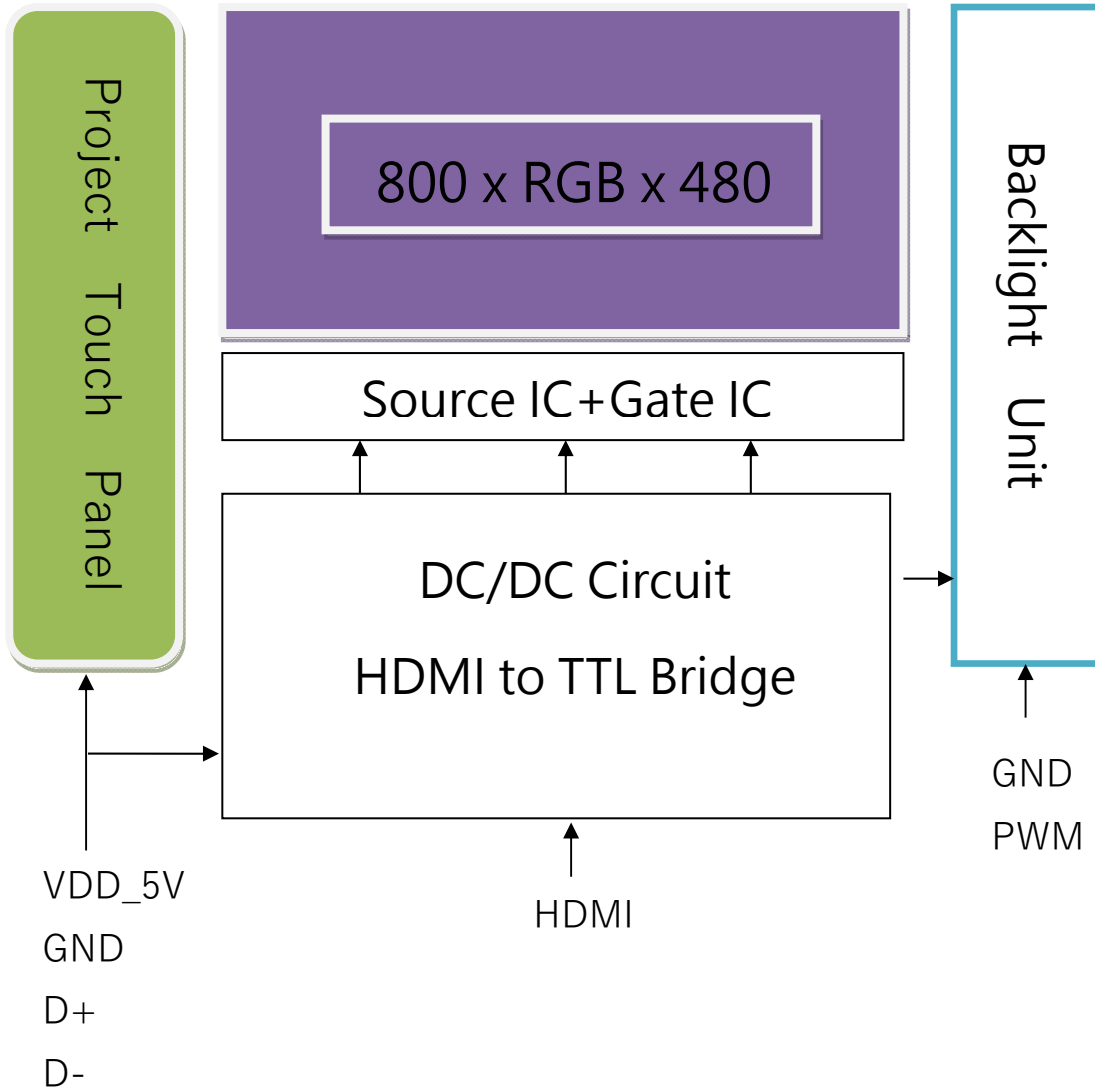 Project Touch Panel
800 x RGB x 480
Backlight Unit
Source IC+Gate IC
DC/DC Circuit
HDMI to TTL Bridge
VDD_5V
GND
D+
D-
HDMI
GND
PWM